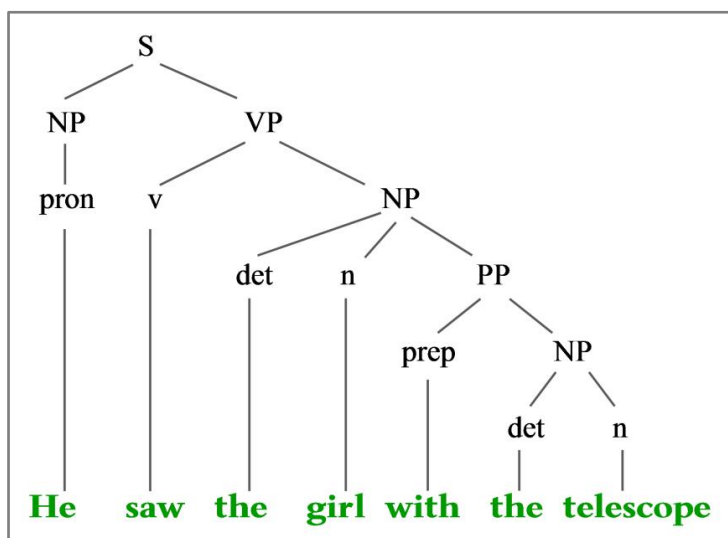 S
NP VP
pron v NP
det n PP
prep NP
det n
He saw the girl with the telescope